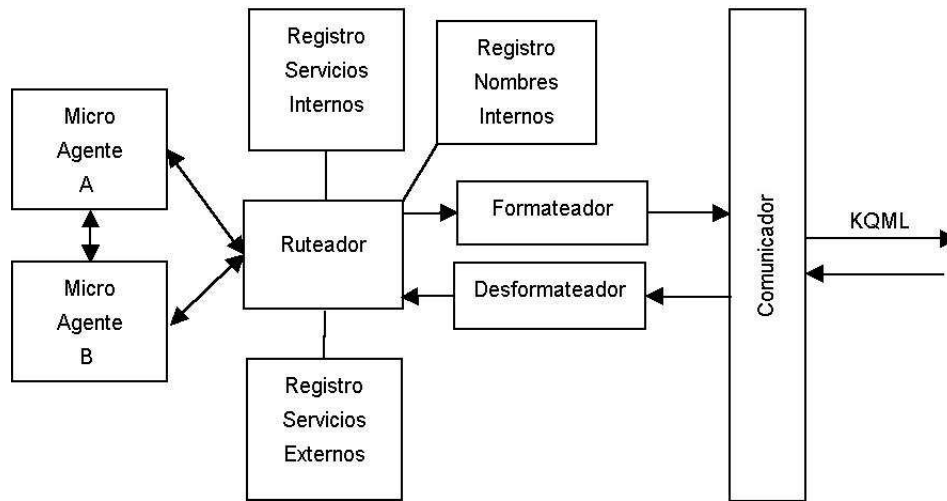 Registro
Servicios
Internos
Registro
Nombres
Internos
Micro
Agente
A
Micro
Agente
B
Ruteador
Formateador
Desformateador
Registro
Servicios
Externos
Comunicador
KQML